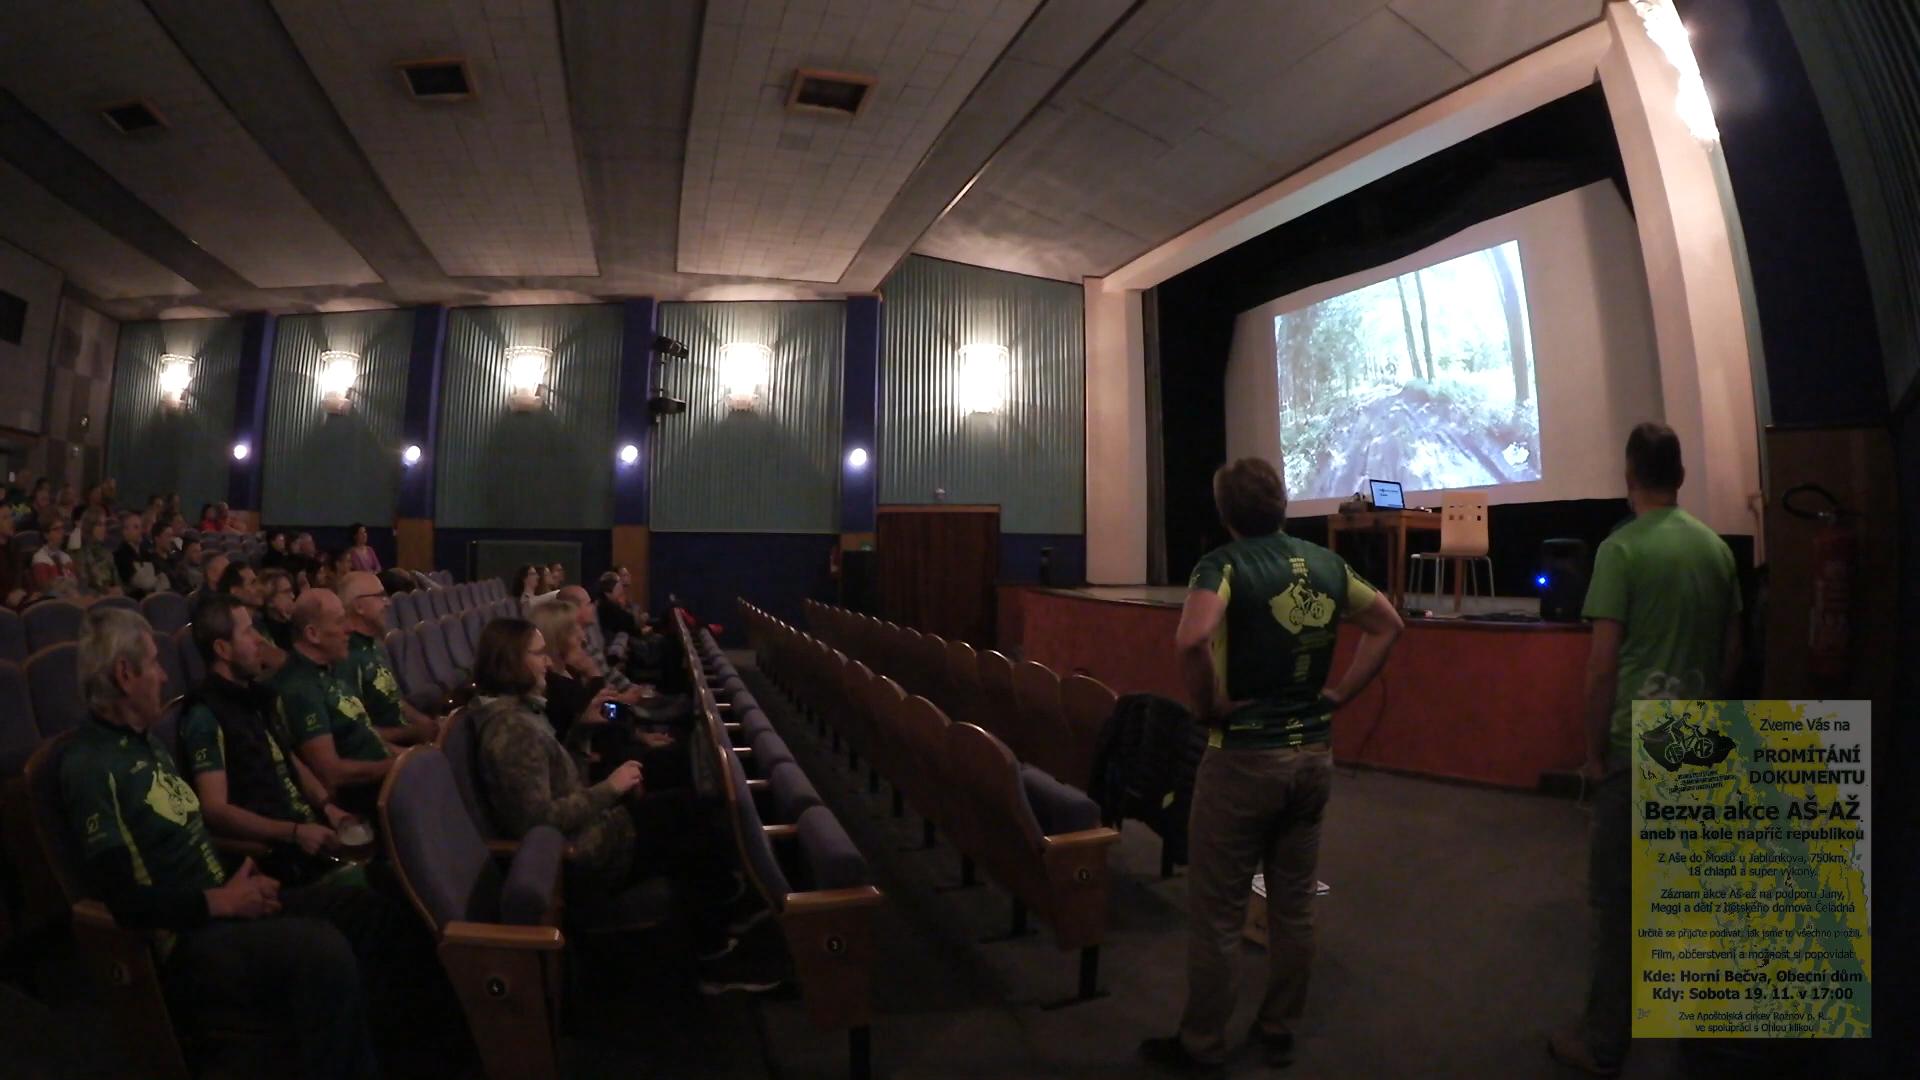 Zveme Vás na
PROMÍTÁNÍ
DOKUMENTU
Bezva akce AŠ-AŽ
aneb na kole napříč republikou
Z Aše do Mostů u Jablunkova, 750km,
18 chlapů a super výkony.
Záznam akce Aš-až na podporu Jany,
Meggi a dětí z dětského domova Čeladná
Určitě se přijďte podívat, jak jsme to všechno prožili.
Film, občerstvení a možnost si popovídat
Kde: Horní Bečva, Obecní dům
Kdy: Sobota 19. 11. v 17:00
Zve Apoštolská církev Rožnov p. R.
ve spolupráci s Ohlou klikou